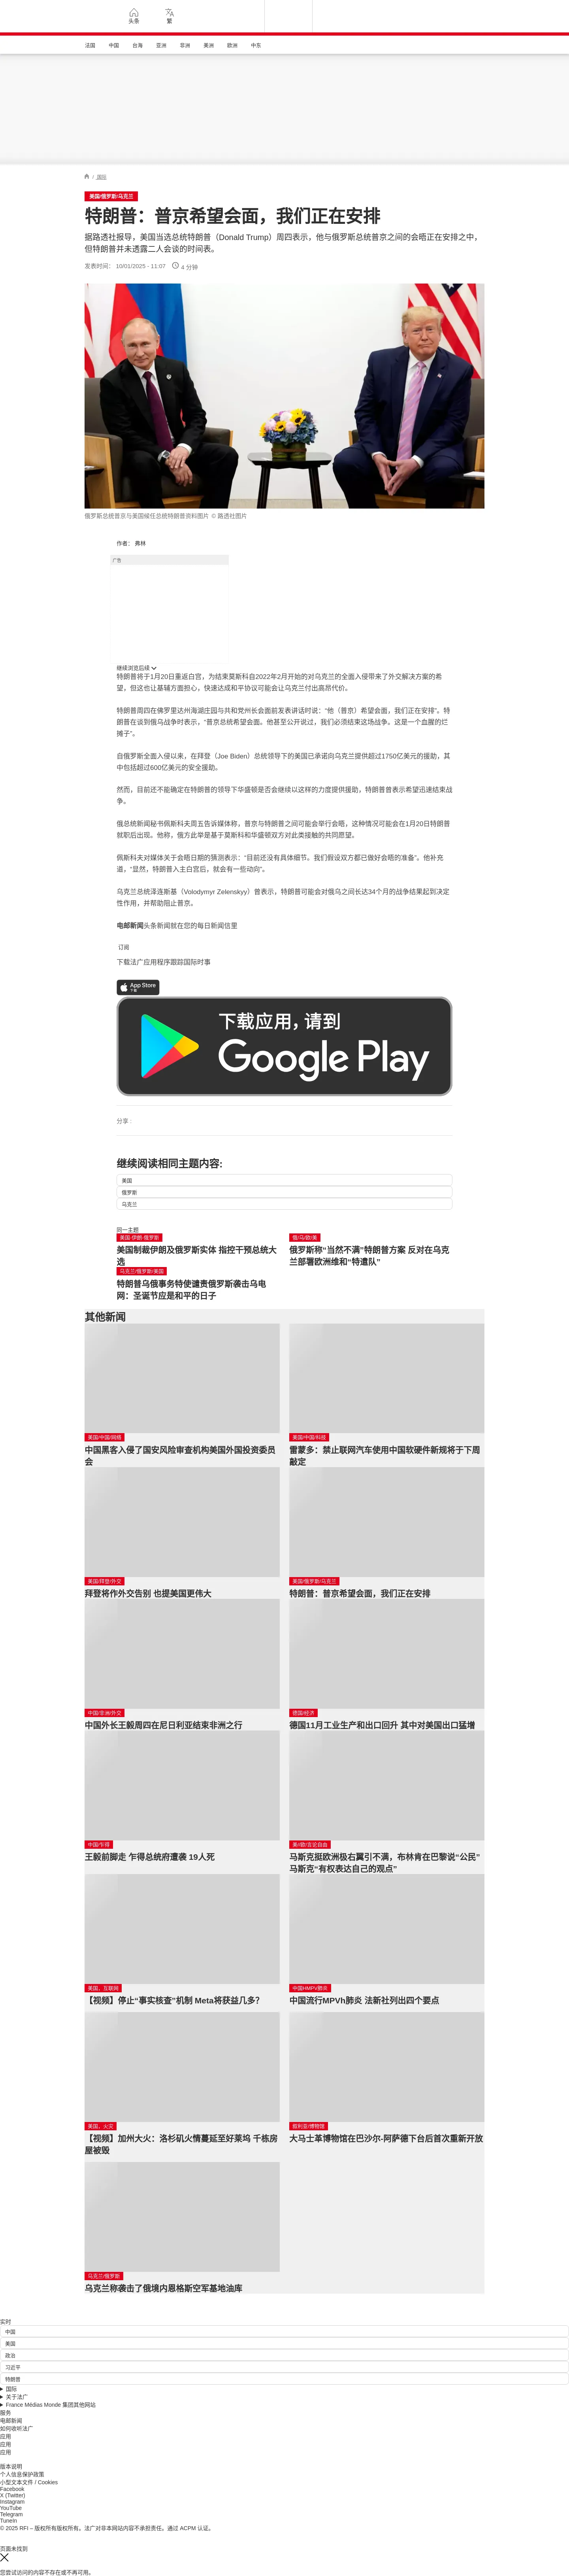 头条
繁
法国
中国
台海
亚洲
非洲
美洲
欧洲
中东
/ 国际
美国/俄罗斯/乌克兰
特朗普：普京希望会面，我们正在安排
据路透社报导，美国当选总统特朗普（Donald Trump）周四表示，他与俄罗斯总统普京之间的会晤正在安排之中，
但特朗普并未透露二人会谈的时间表。
发表时间： 10/01/2025 - 11:07
4 分钟
俄罗斯总统普京与美国候任总统特朗普资料图片 © 路透社图片
作者： 弗林
广告
继续浏览后续
特朗普将于1月20日重返白宫，为结束莫斯科自2022年2月开始的对乌克兰的全面入侵带来了外交解决方案的希
望，但这也让基辅方面担心，快速达成和平协议可能会让乌克兰付出高昂代价。
特朗普周四在佛罗里达州海湖庄园与共和党州长会面前发表讲话时说：“他（普京）希望会面，我们正在安排”。特
朗普在谈到俄乌战争时表示，“普京总统希望会面。他甚至公开说过，我们必须结束这场战争。这是一个血腥的烂
摊子”。
自俄罗斯全面入侵以来，在拜登（Joe Biden）总统领导下的美国已承诺向乌克兰提供超过1750亿美元的援助，其
中包括超过600亿美元的安全援助。
然而，目前还不能确定在特朗普的领导下华盛顿是否会继续以这样的力度提供援助，特朗普曾表示希望迅速结束战
争。
俄总统新闻秘书佩斯科夫周五告诉媒体称，普京与特朗普之间可能会举行会晤，这种情况可能会在1月20日特朗普
就职后出现。他称，俄方此举是基于莫斯科和华盛顿双方对此类接触的共同愿望。
佩斯科夫对媒体关于会晤日期的猜测表示：“目前还没有具体细节。我们假设双方都已做好会晤的准备”。他补充
道，“显然，特朗普入主白宫后，就会有一些动向”。
乌克兰总统泽连斯基（Volodymyr Zelenskyy）曾表示，特朗普可能会对俄乌之间长达34个月的战争结果起到决定
性作用，并帮助阻止普京。
电邮新闻头条新闻就在您的每日新闻信里
订阅
下载法广应用程序跟踪国际时事
App Store
下载
下载应用，请到
Google Play
分享 :
继续阅读相同主题内容:
美国
俄罗斯
乌克兰
同一主题
美国-伊朗-俄罗斯
美国制裁伊朗及俄罗斯实体 指控干预总统大
选
俄/乌/欧/美
俄罗斯称“当然不满”特朗普方案 反对在乌克
兰部署欧洲维和“特遣队”
乌克兰/俄罗斯/美国
特朗普乌俄事务特使谴责俄罗斯袭击乌电
网：圣诞节应是和平的日子
其他新闻
美国/中国/网络
中国黑客入侵了国安风险审查机构美国外国投资委员
会
美国/中国/科技
雷蒙多：禁止联网汽车使用中国软硬件新规将于下周
敲定
美国/拜登/外交
拜登将作外交告别 也提美国更伟大
美国/俄罗斯/乌克兰
特朗普：普京希望会面，我们正在安排
中国/非洲/外交
中国外长王毅周四在尼日利亚结束非洲之行
德国/经济
德国11月工业生产和出口回升 其中对美国出口猛增
中国/乍得
王毅前脚走 乍得总统府遭袭 19人死
美//欧/言论自由
马斯克挺欧洲极右翼引不满，布林肯在巴黎说“公民”
马斯克“有权表达自己的观点”
美国，互联网
【视频】停止“事实核查”机制 Meta将获益几多？
中国HMPV肺炎
中国流行MPVh肺炎 法新社列出四个要点
美国，火灾
【视频】加州大火：洛杉矶火情蔓延至好莱坞 千栋房
屋被毁
叙利亚/博物馆
大马士革博物馆在巴沙尔-阿萨德下台后首次重新开放
乌克兰/俄罗斯
乌克兰称袭击了俄境内恩格斯空军基地油库
实时
中国
美国
政治
习近平
特朗普
国际
关于法广
France Médias Monde 集团其他网站
服务
电邮新闻
如何收听法广
应用
应用
应用
版本说明
个人信息保护政策
小型文本文件 / Cookies
Facebook
X (Twitter)
Instagram
YouTube
Telegram
TuneIn
© 2025 RFI – 版权所有版权所有。法广对非本网站内容不承担责任。通过 ACPM 认证。
页面未找到
您尝试访问的内容不存在或不再可用。